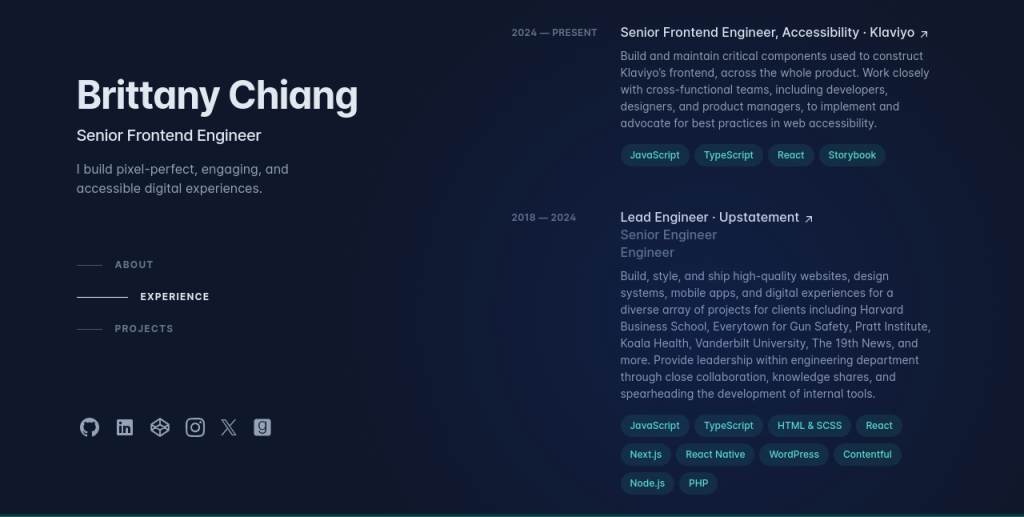 Brittany Chiang
Senior Frontend Engineer
I build pixel-perfect, engaging, and
accessible digital experiences.
ABOUT
EXPERIENCE
PROJECTS
2024 — PRESENT
Senior Frontend Engineer, Accessibility · Klaviyo ↗
Build and maintain critical components used to construct
Klaviyo’s frontend, across the whole product. Work closely
with cross-functional teams, including developers,
designers, and product managers, to implement and
advocate for best practices in web accessibility.
JavaScript TypeScript React Storybook
2018 — 2024
Lead Engineer · Upstatement ↗
Senior Engineer
Engineer
Build, style, and ship high-quality websites, design
systems, mobile apps, and digital experiences for a
diverse array of projects for clients including Harvard
Business School, Everytown for Gun Safety, Pratt Institute,
Koala Health, Vanderbilt University, The 19th News, and
more. Provide leadership within engineering department
through close collaboration, knowledge shares, and
spearheading the development of internal tools.
JavaScript TypeScript HTML & SCSS React
Next.js React Native WordPress Contentful
Node.js PHP